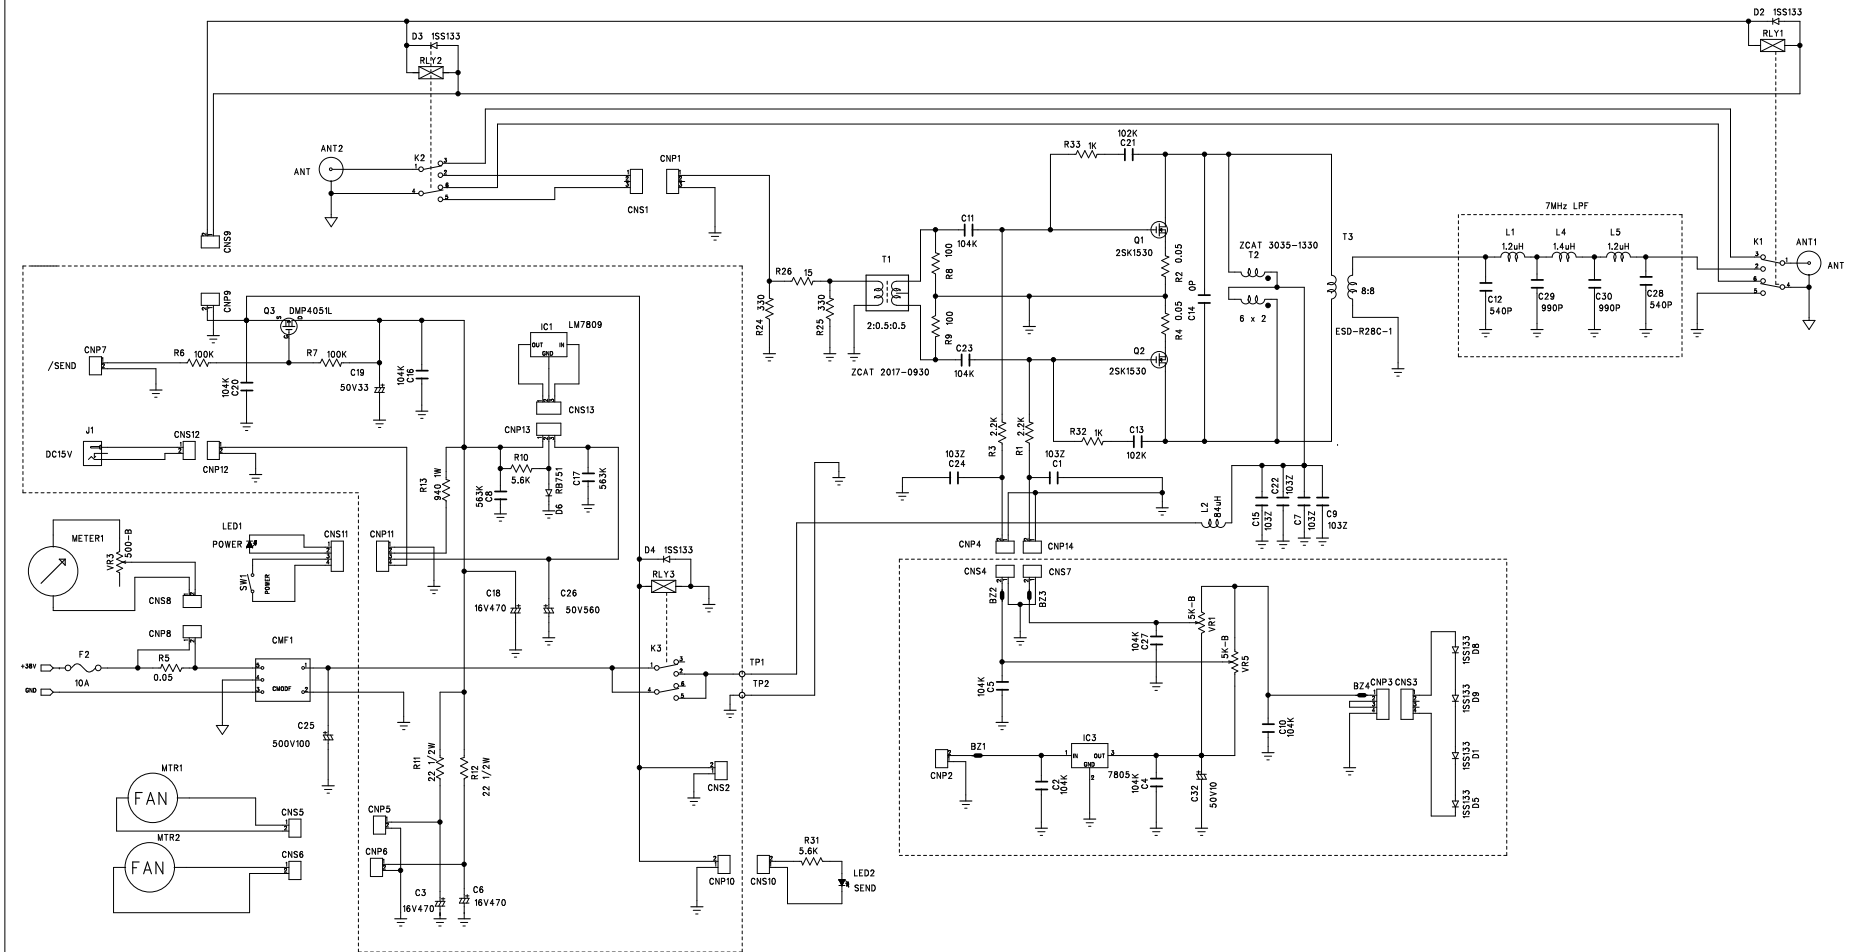 D3 1SS133
RLY2
D2 1SS133
RLY1
ANT2
ANT
K2
CNS1
CNP1
R33 1K
102K
C21
7MHz LPF
L1
1.2uH
L4
1.4uH
L5
1.2uH
K1
ANT1
ANT
C12
540P
C29
990P
C30
990P
C28
540P
CNS9
CNP9
Q3 DMP4051L
S
D
G
CNP7
/SEND
R6 100K
R7 100K
C19
50V33
104K
C20
104K
C16
IC1
LM7809
OUT
IN
GND
CNS13
CNP13
R26 15
R24 330
R25 330
T1
2:0.5:0.5
ZCAT 2017-0930
R8 100
R9 100
C11
104K
C23
104K
Q1
2SK1530
Q2
2SK1530
R2 0.05
R4 0.05
C14 0P
ZCAT 3035-1330
T2
6 x 2
T3
8:8
ESD-R28C-1
R32 1K
C13
102K
R3 2.2K
R1 2.2K
103Z
C24
103Z
C1
J1
DC15V
CNS12
CNP12
R13
940 1W
563K
C8
R10
5.6K
RB751
D6
C17
563K
L2
84uH
C15
103Z
C22
103Z
C7
103Z
C9
103Z
METER1
VR3
500-B
LED1
POWER
SW1
POWER
CNS11
CNP11
CNS8
CNP8
CNP4
CNP14
CNS4
CNS7
BZ2
BZ3
D4 1SS133
RLY3
C18
16V470
C26
50V560
K3
TP1
TP2
+38V
GND
F2
10A
R5
0.05
CMF1
CMODF
C25
500V100
R11
22 1/2W
R12
22 1/2W
104K
C27
5K-B
VR1
5K-B
VR5
104K
C5
C10
104K
BZ4
CNP3
CNS3
1SS133
D8
1SS133
D9
1SS133
D1
1SS133
D5
CNP2
BZ1
IC3
IN
OUT
GND
7805
C2
104K
104K
C4
C32
50V10
MTR1
FAN
CNS5
MTR2
FAN
CNS6
CNP5
CNP6
C3
16V470
C6
16V470
CNS2
CNP10
CNS10
R31
5.6K
LED2
SEND